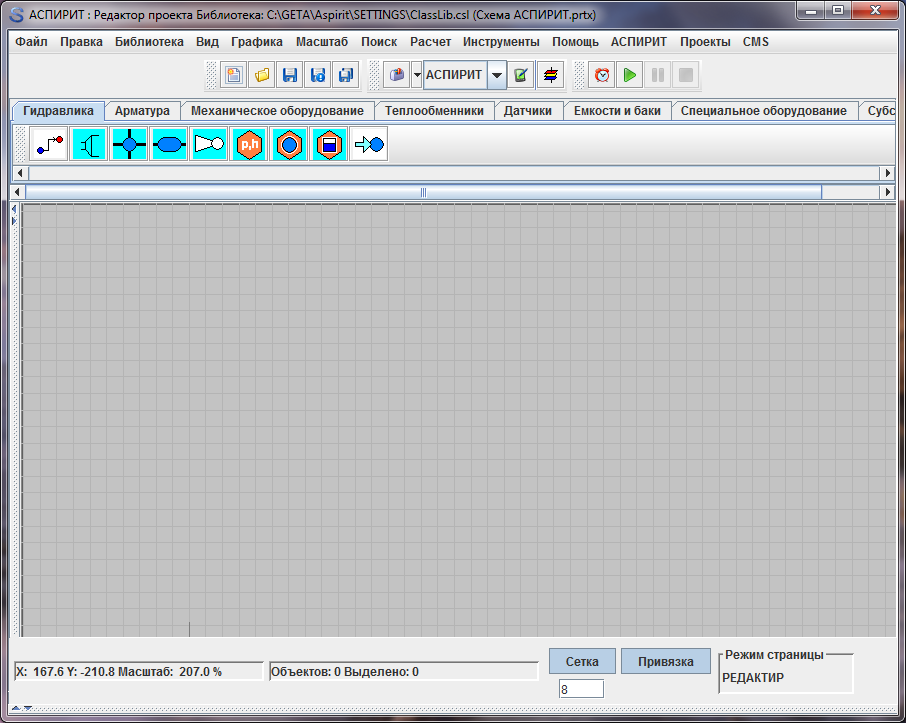 АСПИРИТ : Редактор проекта Библиотека: C:\GETA\Aspirit\SETTINGS\ClassLib.csl (Схема АСПИРИТ.prtx)
Файл Правка Библиотека Вид Графика Масштаб Поиск Расчет Инструменты Помощь АСПИРИТ Проекты CMS
АСПИРИТ
Гидравлика Арматура Механическое оборудование Теплообменники Датчики Емкости и баки Специальное оборудование Субс
p,h
X: 167.6 Y: -210.8 Масштаб: 207.0 % Объектов: 0 Выделено: 0 Сетка Привязка Режим страницы
8 РЕДАКТИР